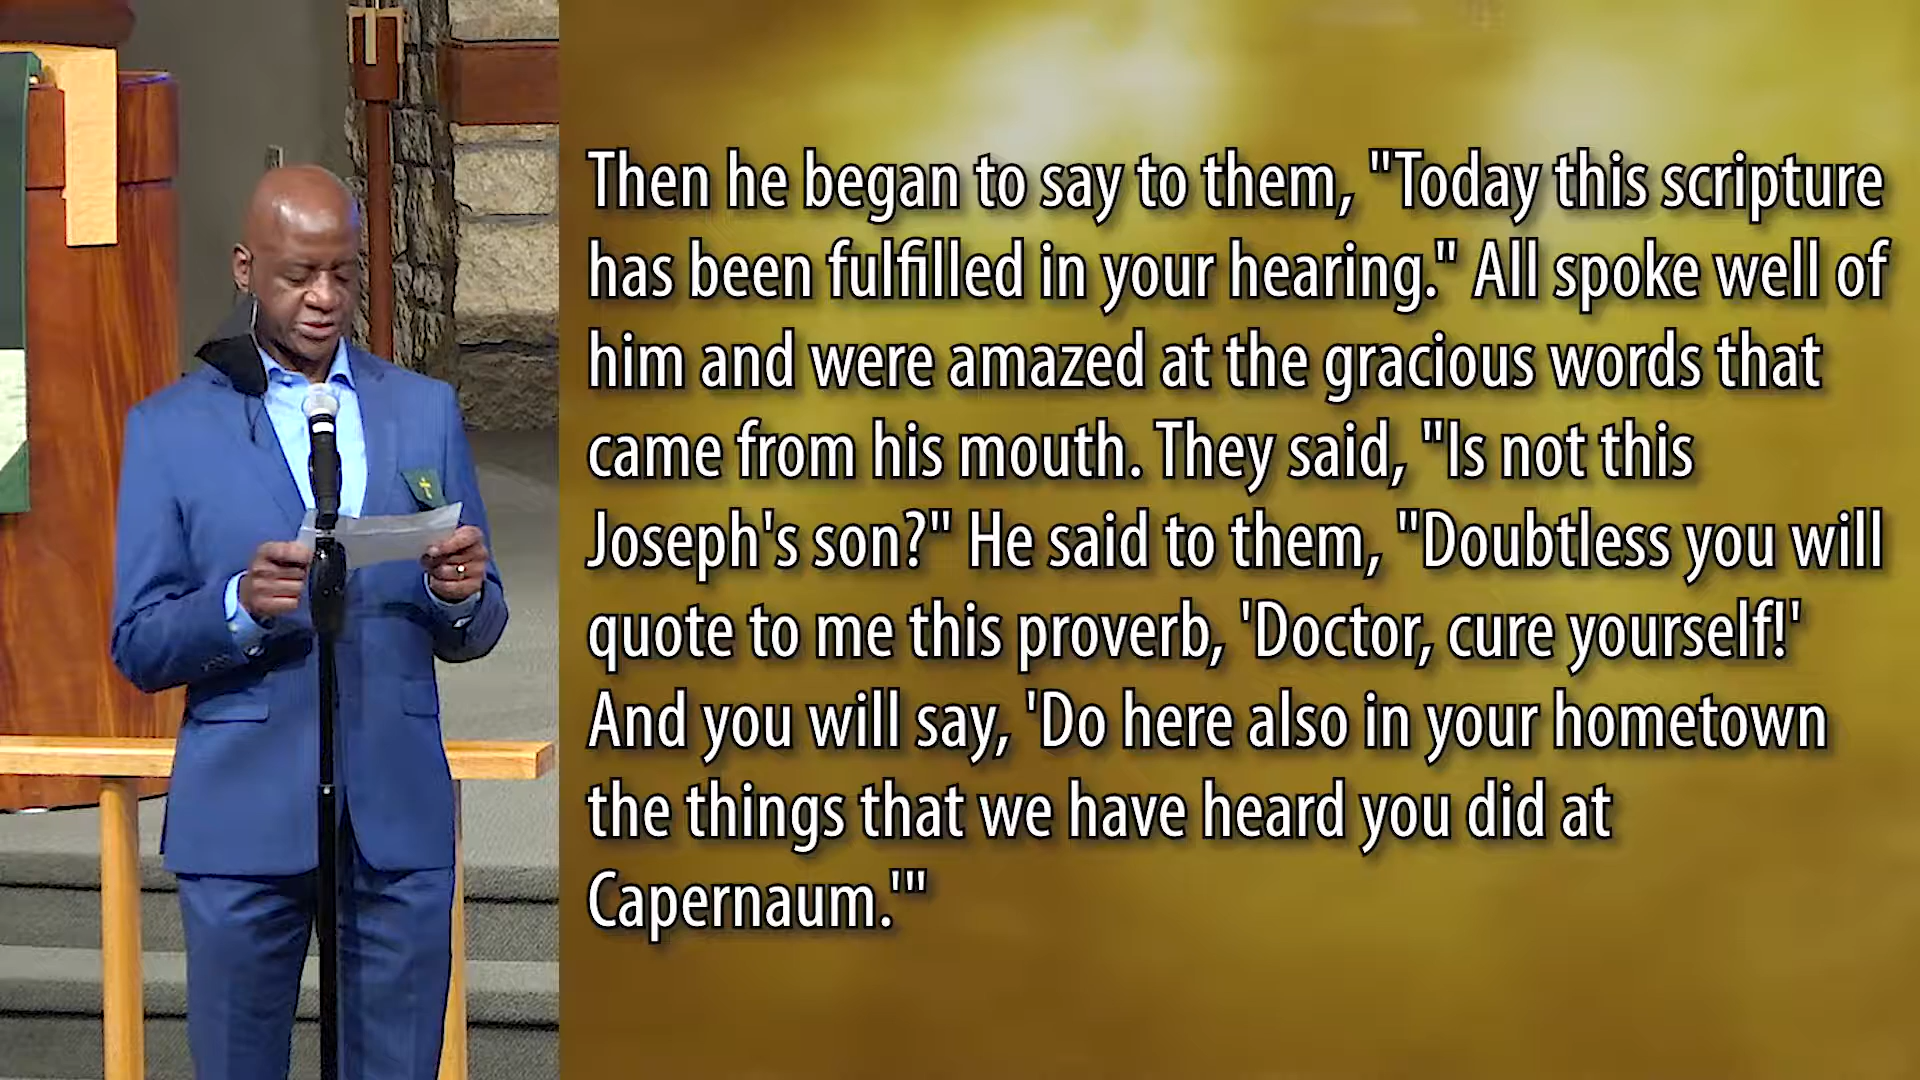 Then he began to say to them, "Today this scripture
has been fulfilled in your hearing." All spoke well of
him and were amazed at the gracious words that
came from his mouth. They said, "Is not this
Joseph's son?" He said to them, "Doubtless you will
quote to me this proverb, 'Doctor, cure yourself!'
And you will say, 'Do here also in your hometown
the things that we have heard you did at
Capernaum.'"